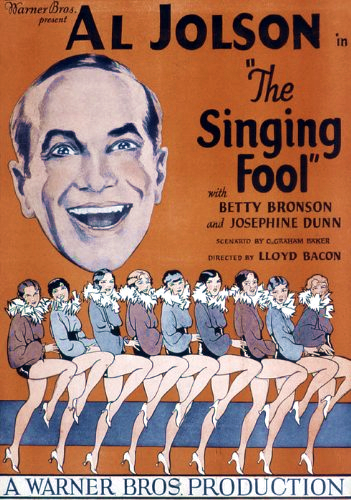 Warner Bros.
present
AL JOLSON in
"The
Singing
Fool"
with
BETTY BRONSON
and JOSEPHINE DUNN
SCENARIO BY C. GRAHAM BAKER
DIRECTED BY LLOYD BACON
A WARNER BROS. PRODUCTION